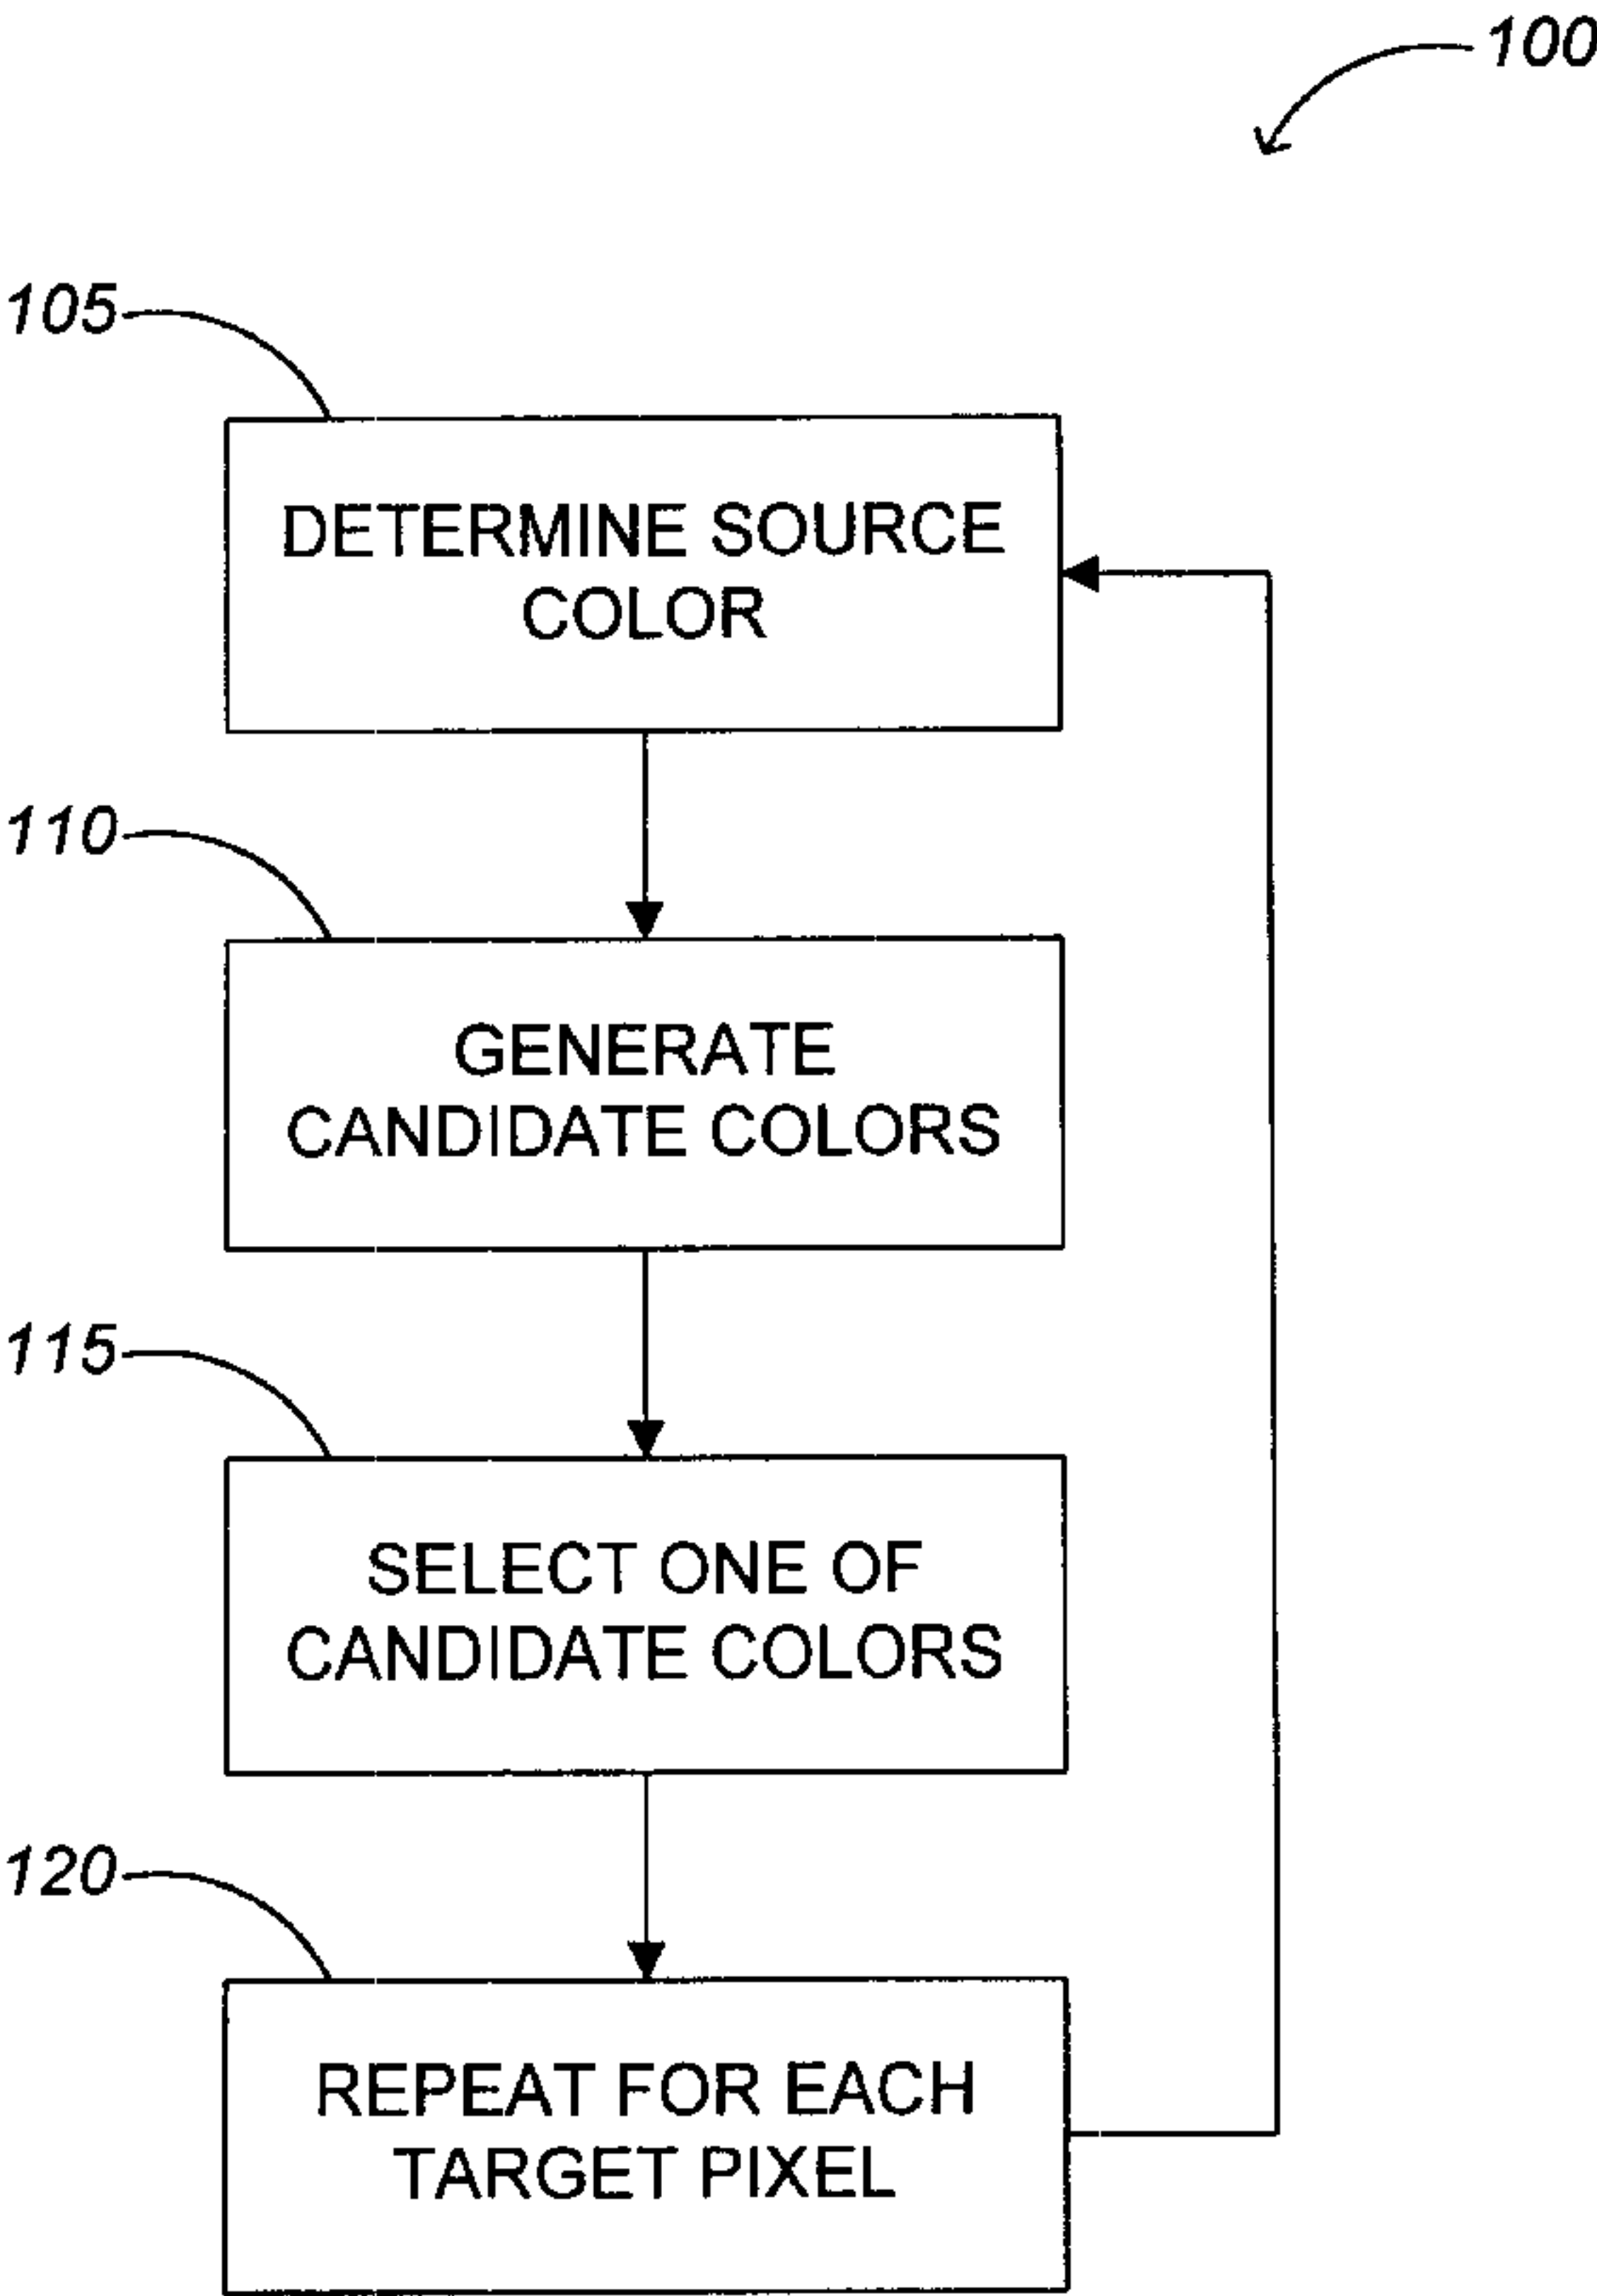 100
105
DETERMINE SOURCE
COLOR
110
GENERATE
CANDIDATE COLORS
115
SELECT ONE OF
CANDIDATE COLORS
120
REPEAT FOR EACH
TARGET PIXEL